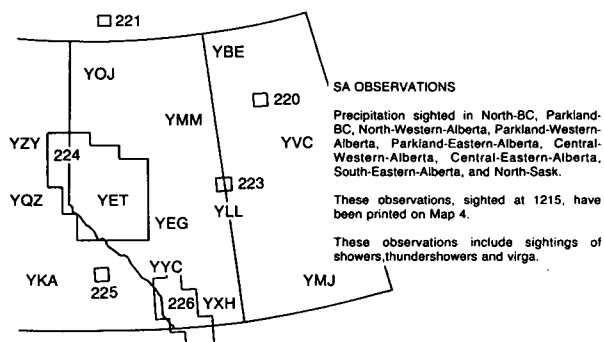 221
YOJ
YBE
220
YMM
YVC
YZY
224
223
YQZ
YET
YLL
YEG
YYC
YKA
225
226
YXH
YMJ
SA OBSERVATIONS
Precipitation sighted in North-BC, Parkland-
BC, North-Western-Alberta, Parkland-Western-
Alberta, Parkland-Eastern-Alberta, Central-
Western-Alberta, Central-Eastern-Alberta,
South-Eastern-Alberta, and North-Sask.
These observations, sighted at 1215, have
been printed on Map 4.
These observations include sightings of
showers,thundershowers and virga.